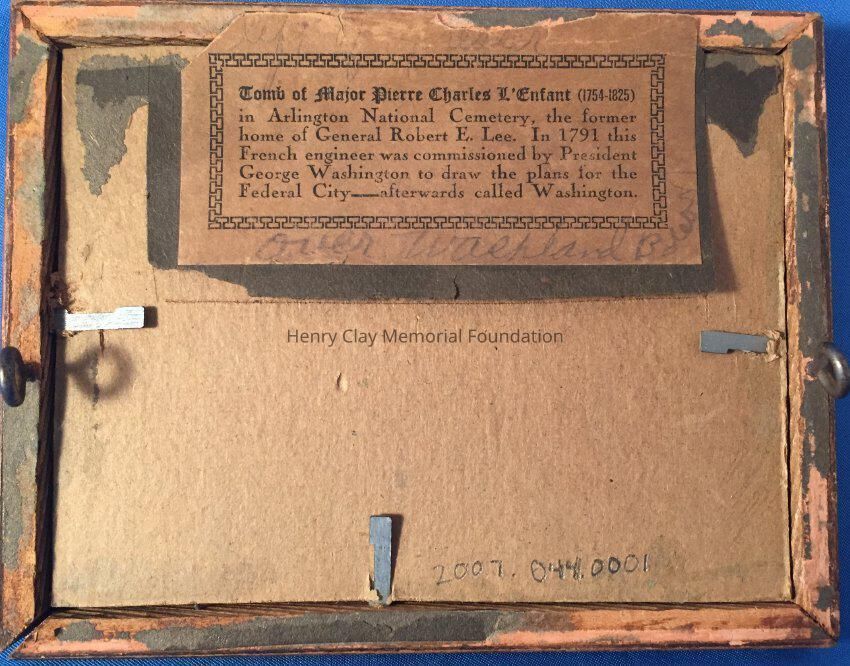 Tomb of Major Pierre Charles L'Enfant (1754-1825)
in Arlington National Cemetery, the former
home of General Robert E. Lee. In 1791 this
French engineer was commissioned by President
George Washington to draw the plans for the
Federal City—afterwards called Washington.
over
Henry Clay Memorial Foundation
2007.044.0001